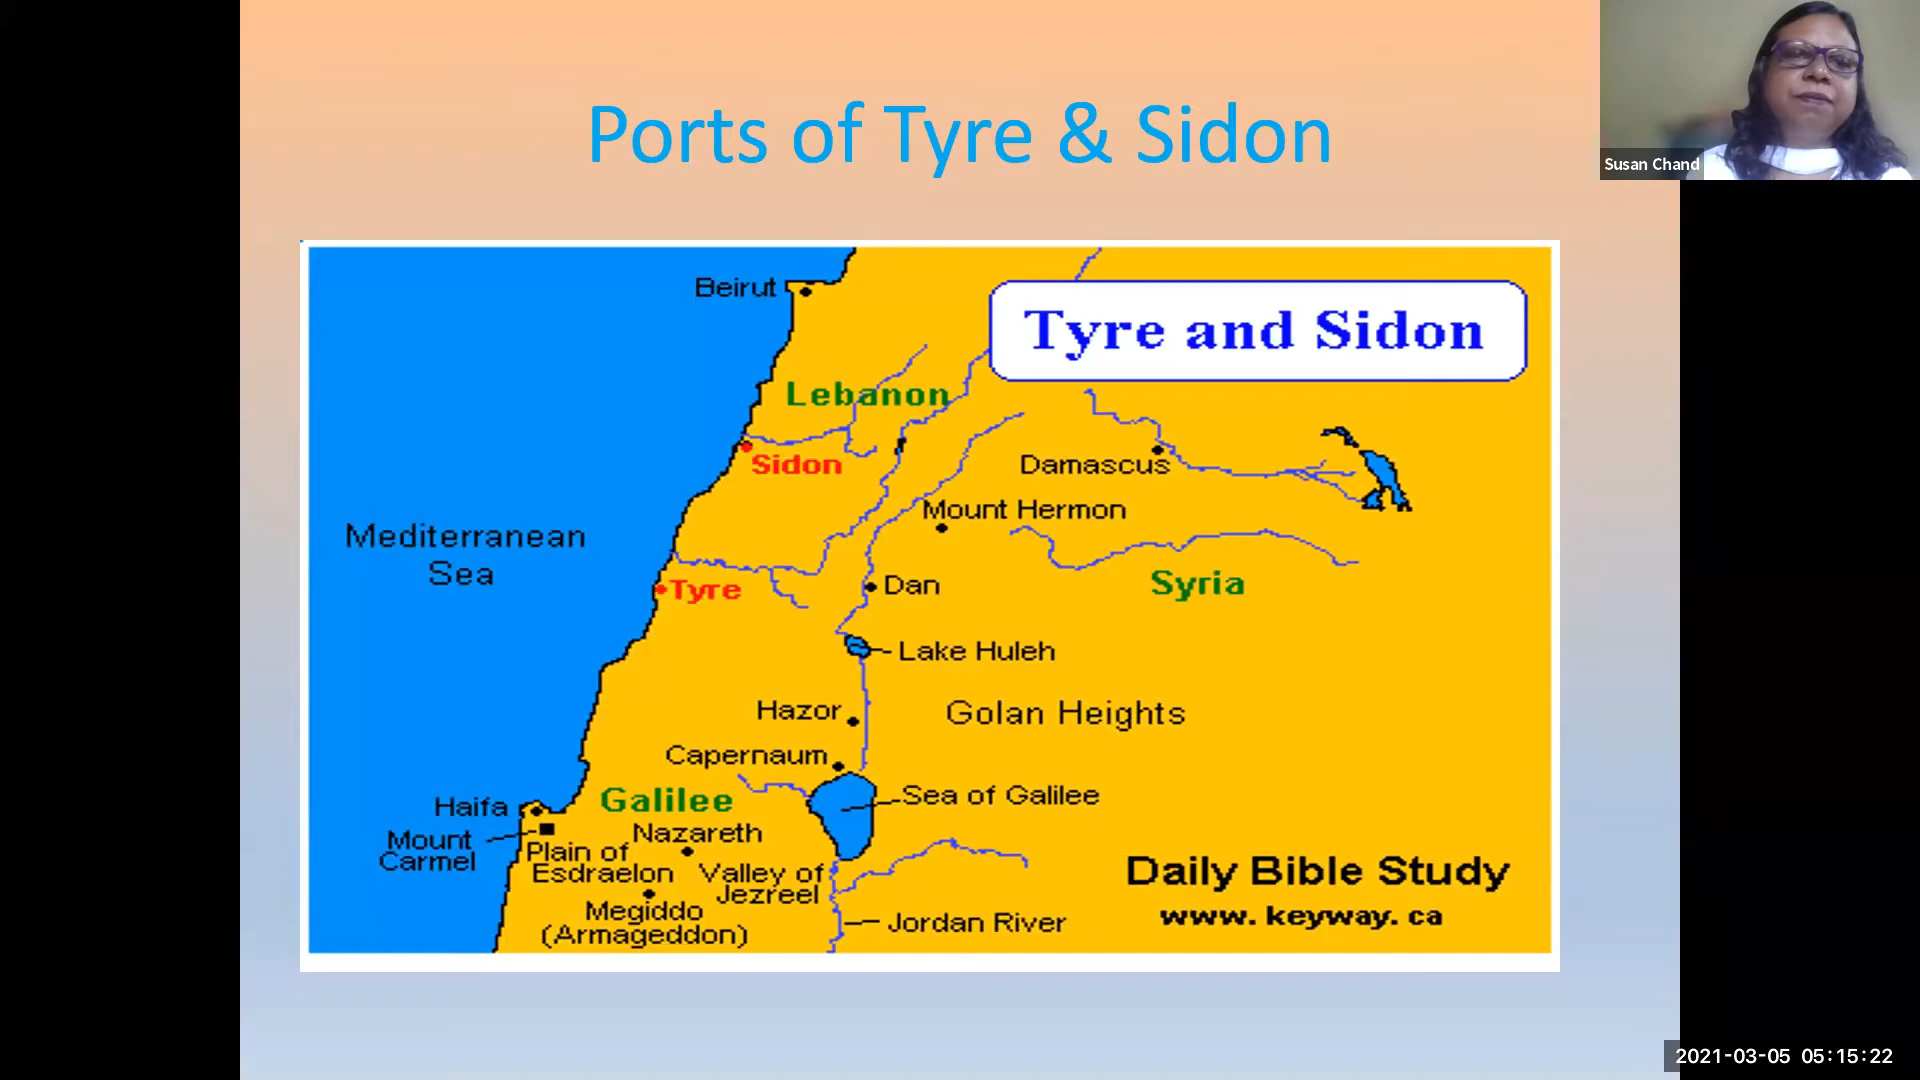 Ports of Tyre & Sidon
Susan Chand
Beirut
Tyre and Sidon
Lebanon
Sidon
Damascus
Mount Hermon
Mediterranean
Sea
Tyre
Dan
Syria
Lake Huleh
Hazor
Golan Heights
Capernaum
Sea of Galilee
Galilee
Haifa
Mount
Carmel
Nazareth
Plain of
Esdraelon
Valley of
Jezreel
Megiddo
(Armageddon)
Jordan River
Daily Bible Study
www. keyway. ca
2021-03-05 05:15:22